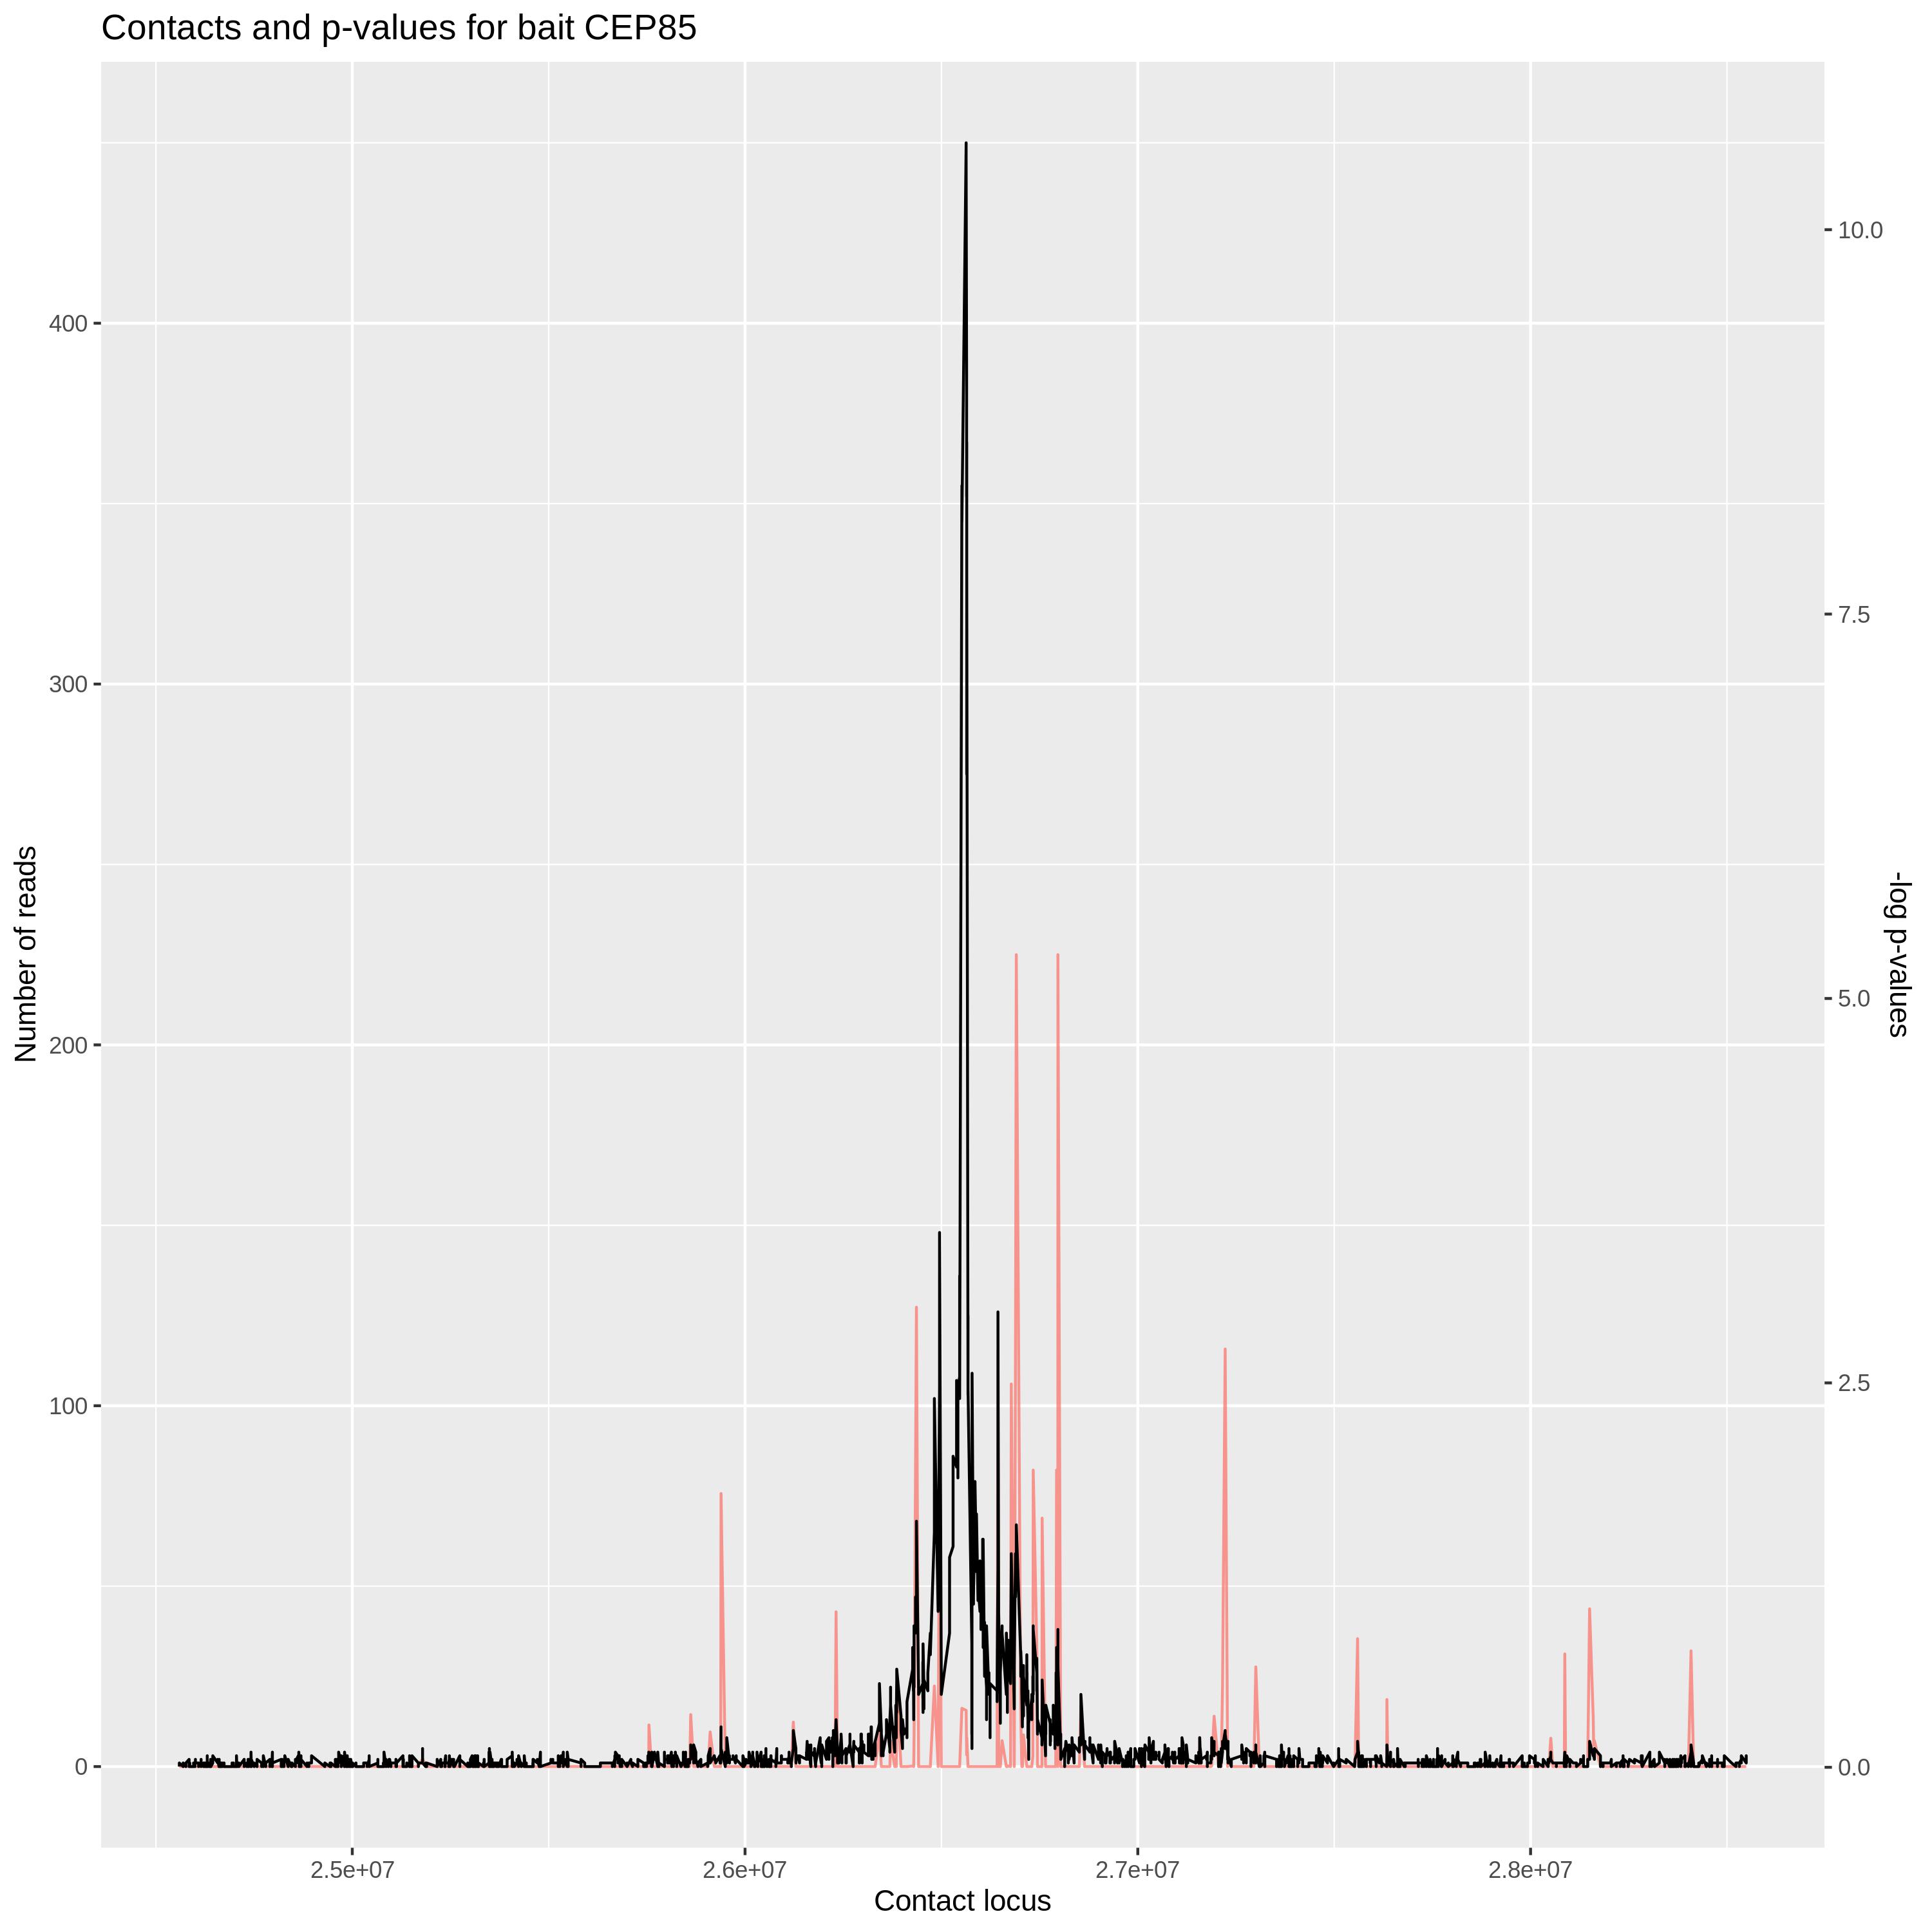 Contacts and p-values for bait CEP85
Number of reads
400
300
200
100
0
10.0
7.5
5.0
2.5
0.0
-log p-values
2.5e+07
2.6e+07
2.7e+07
2.8e+07
Contact locus